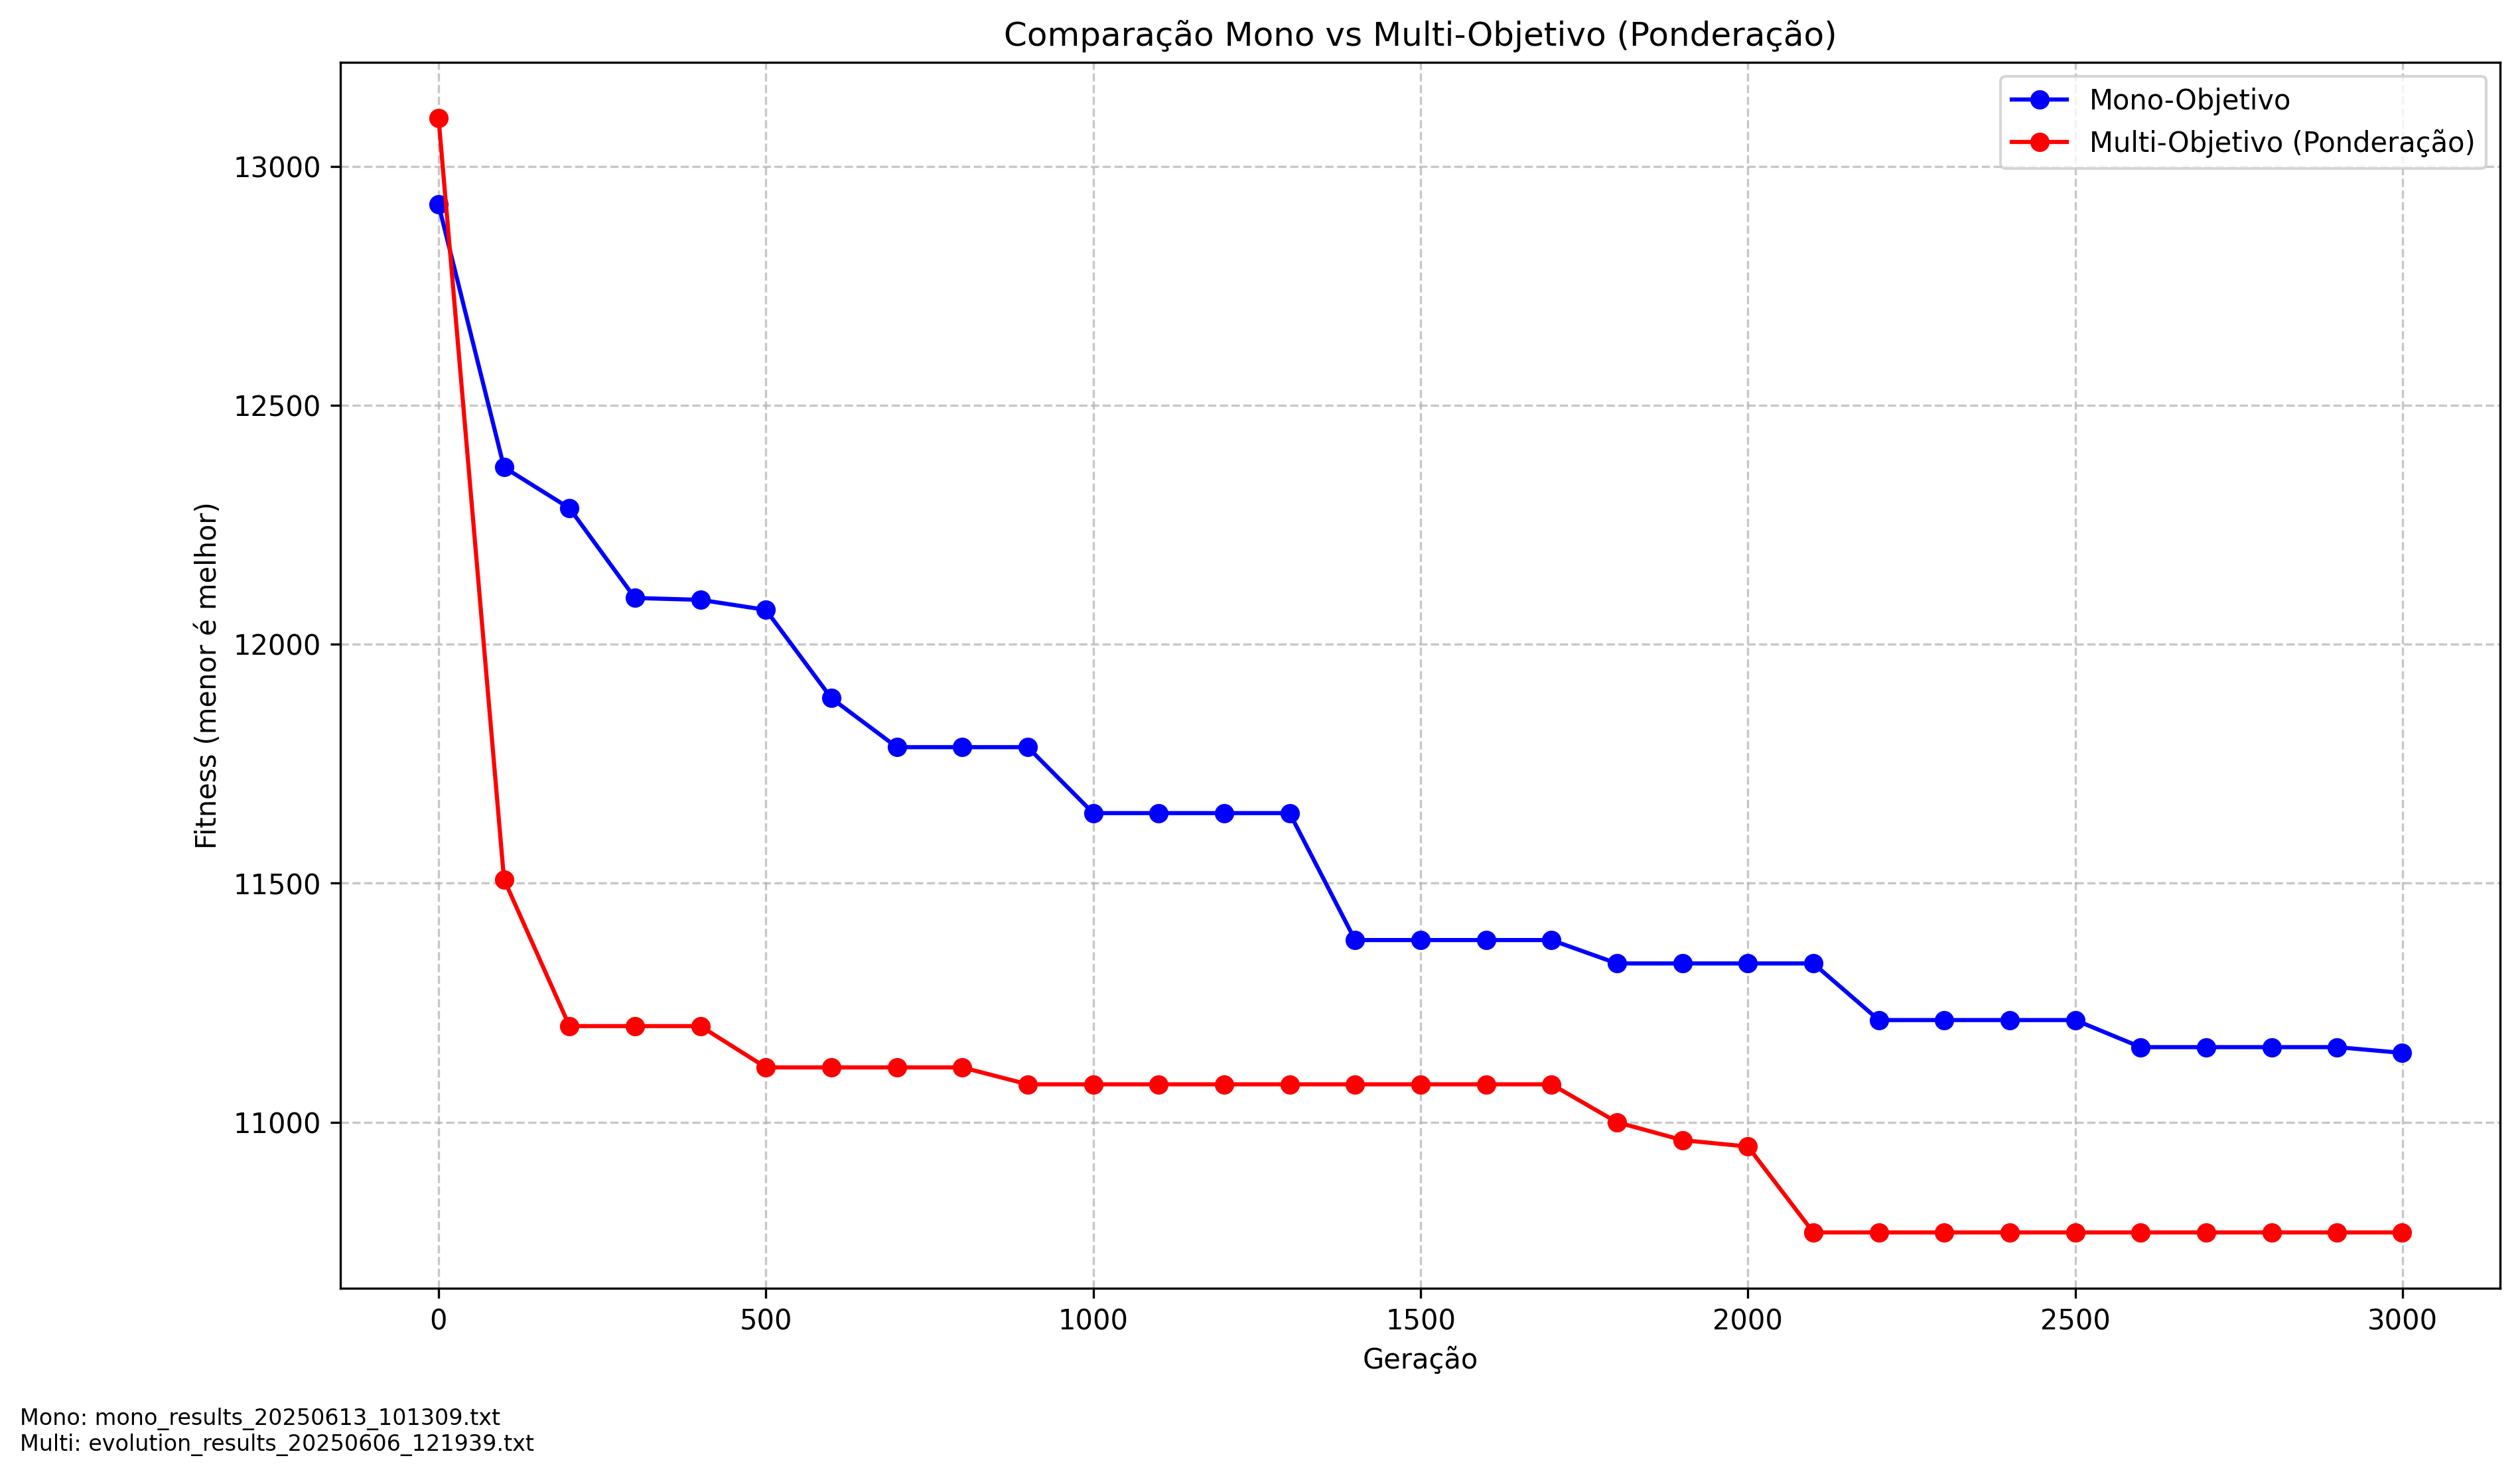 Comparação Mono vs Multi-Objetivo (Ponderação)
Mono-Objetivo
Multi-Objetivo (Ponderação)
Fitness (menor é melhor)
13000
12500
12000
11500
11000
0 500 1000 1500 2000 2500 3000
Geração
Mono: mono_results_20250613_101309.txt
Multi: evolution_results_20250606_121939.txt